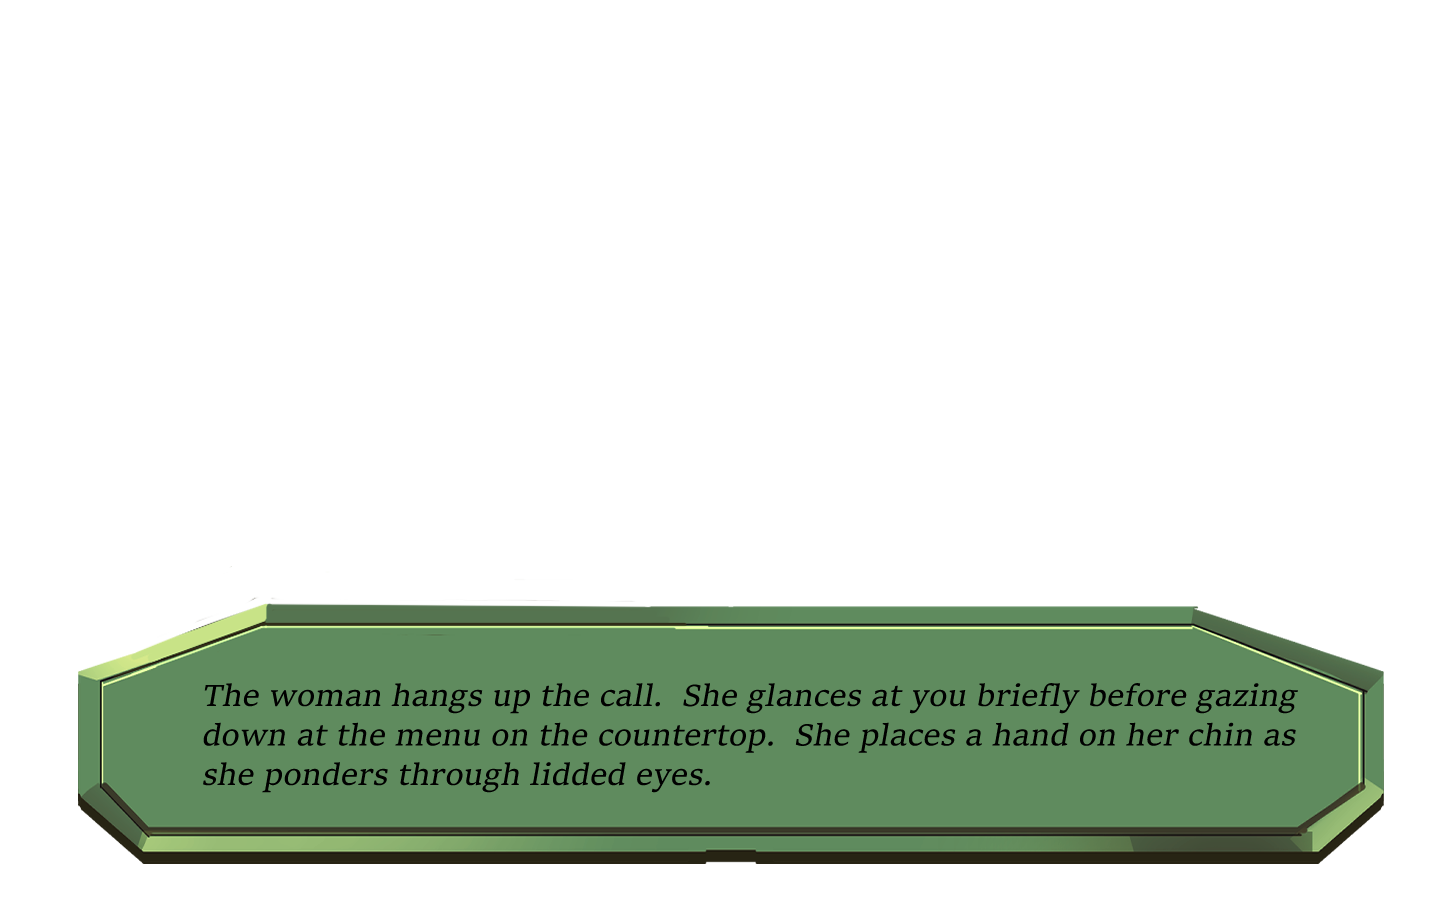 The woman hangs up the call.  She glances at you briefly before gazing
down at the menu on the countertop.  She places a hand on her chin as
she ponders through lidded eyes.